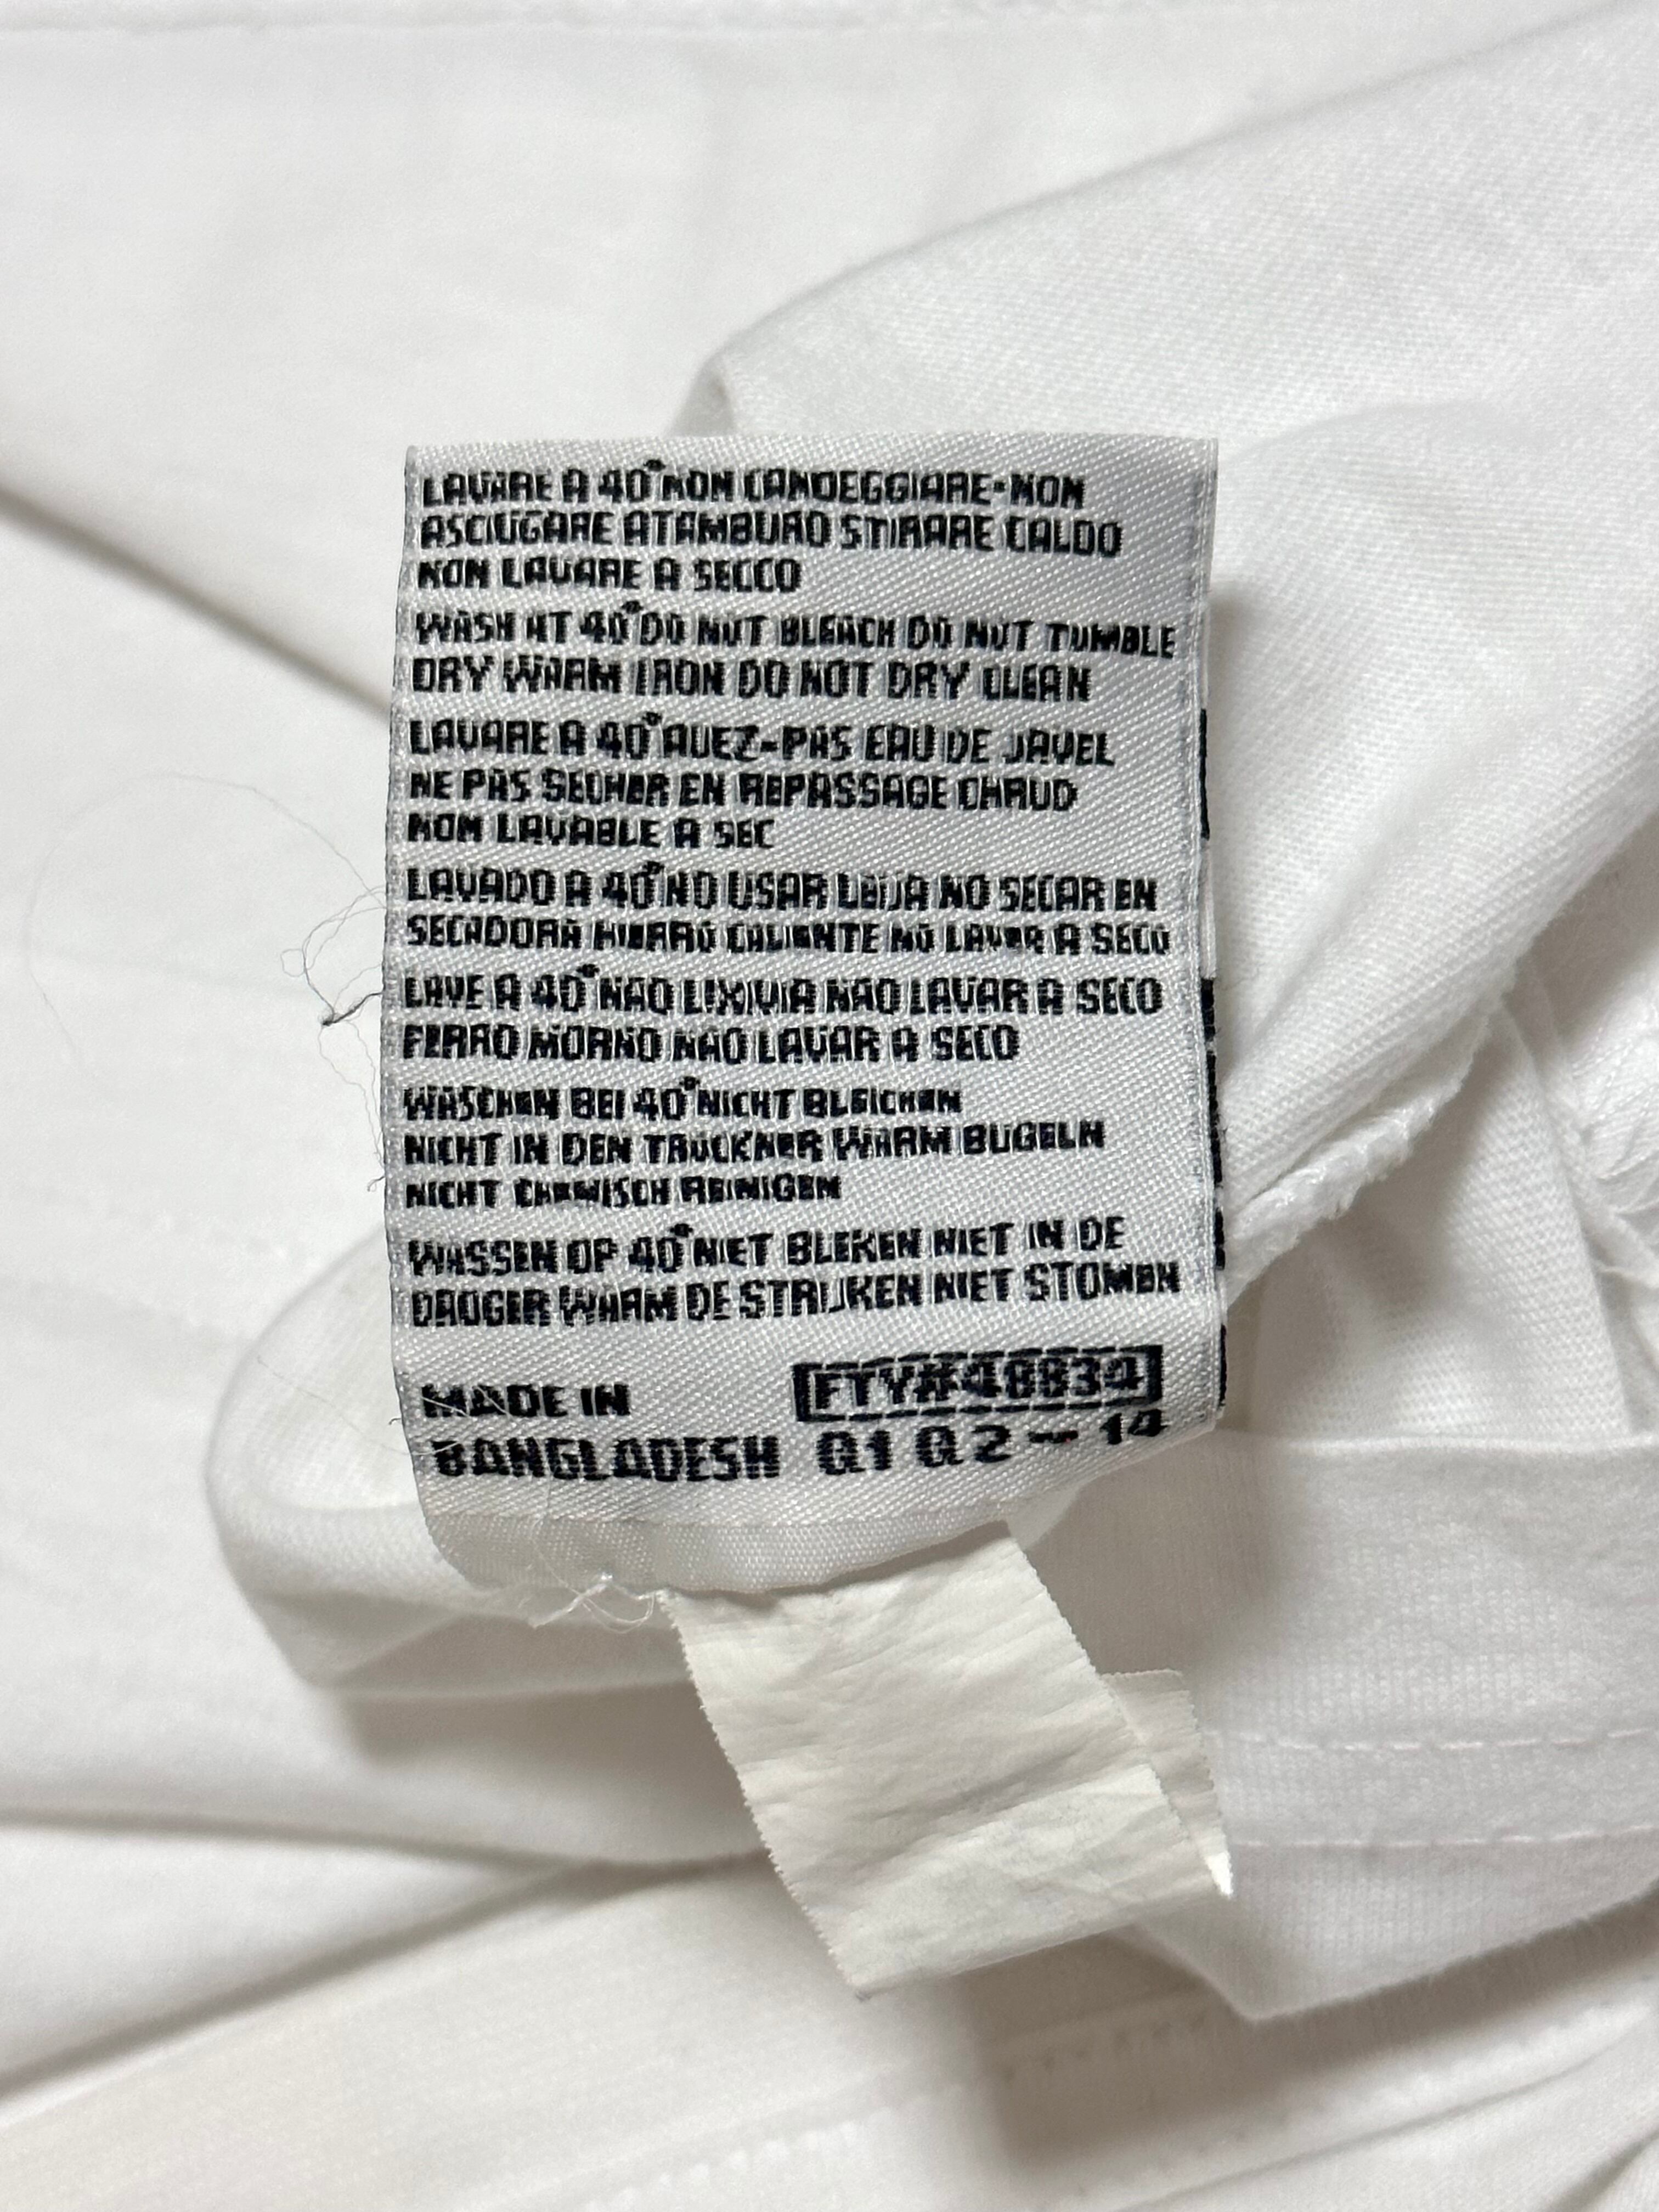 LAVARE A 40° NON CANDEGGIARE-NON
ASCIUGARE ATAMBURO STIRARE CALDO
NON LAVARE A SECCO
WASH AT 40° DO NOT BLEACH DO NOT TUMBLE
DRY WARM IRON DO NOT DRY CLEAN
LAVARE A 40° AVEZ-PAS EAU DE JAVEL
NE PAS SECHER EN REPASSAGE CHAUD
NON LAVABLE A SEC
LAVADO A 40° NO USAR LEIJA NO SECAR EN
SECADORA HIERRO CALIENTE NO LAVAR A SECO
LAVE A 40° NAO LIXIVIA NAO LAVAR A SECO
FERRO MORNO NAO LAVAR A SECO
WASCHEN BEI 40° NICHT BLEICHEN
NICHT IN DEN TROCKNER WARM BUGELN
NICHT CHEMISCH REINIGEN
WASSEN OP 40° NIET BLEKEN NIET IN DE
DROGER WARM DE STRIJKEN NIET STOMEN
FTY#48834
MADE IN
BANGLADESH Q1 Q2 - 14